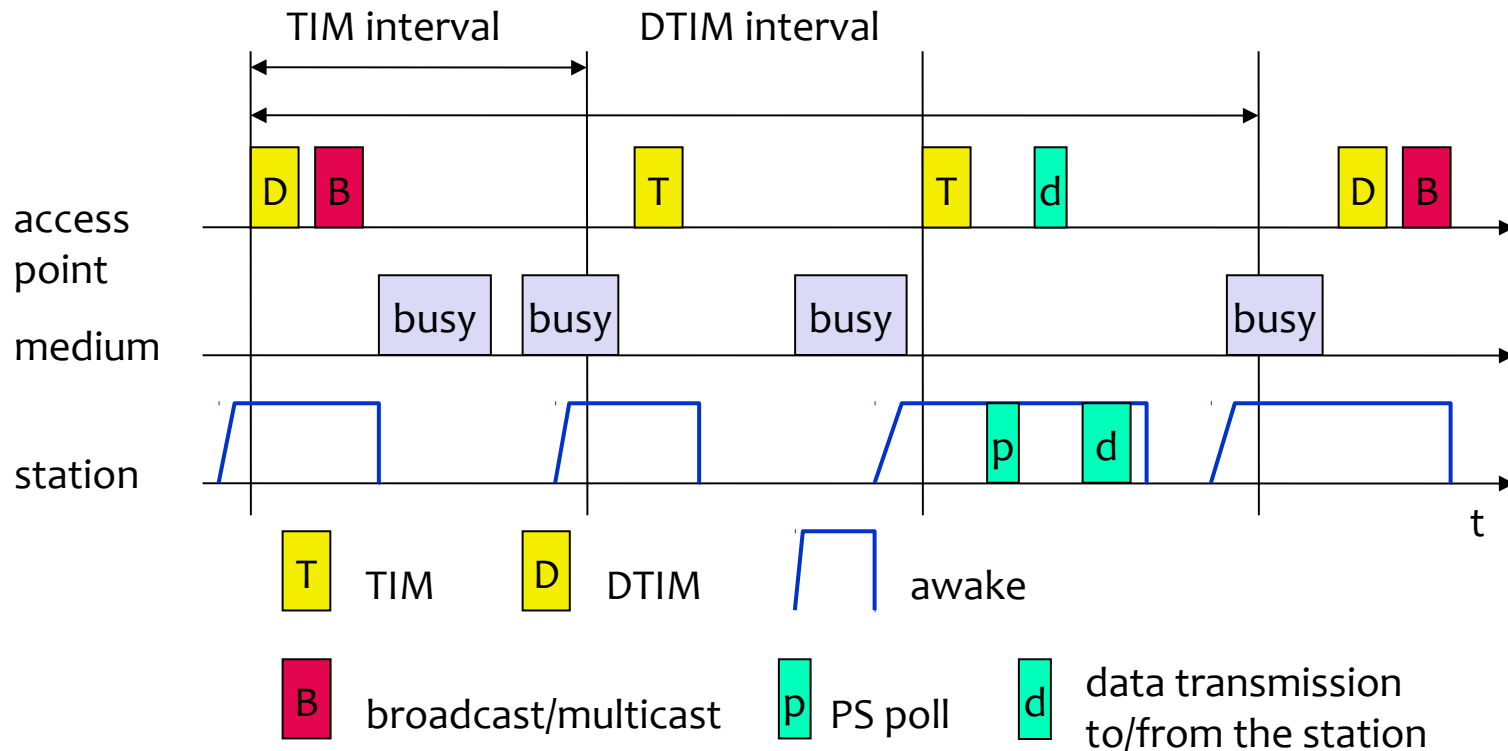 TIM interval DTIM interval
D B T T d D B
access
point
busy busy busy busy
medium
p d
station
t
T TIM D DTIM awake
B broadcast/multicast p PS poll d data transmission
to/from the station